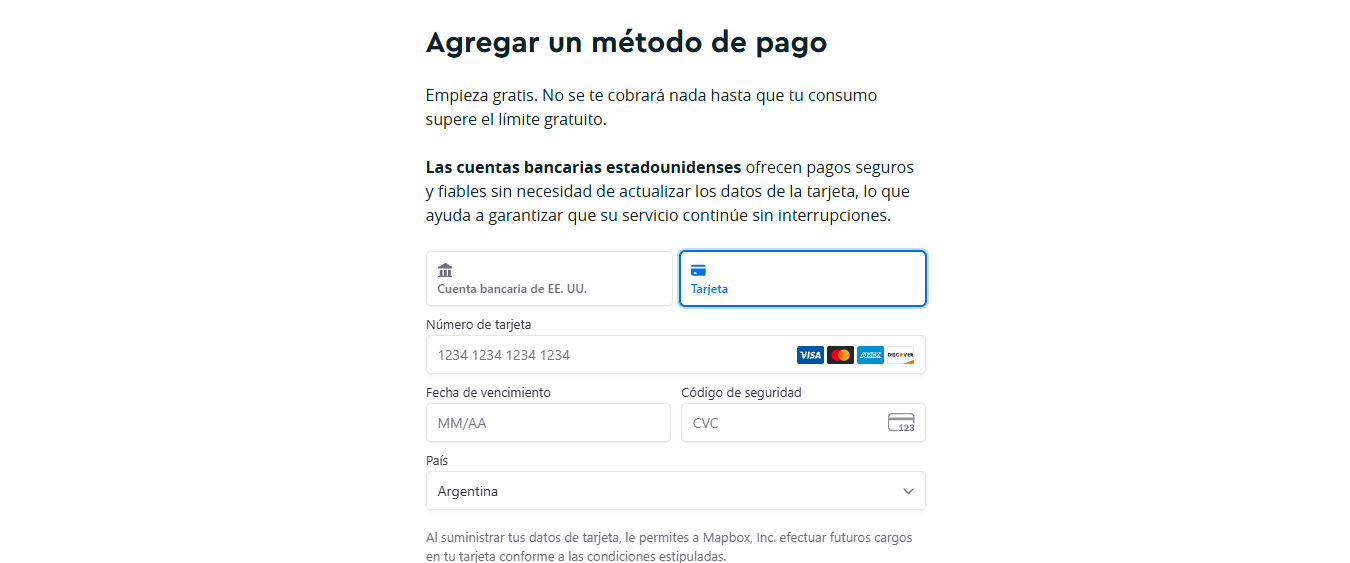 Agregar un método de pago
Empieza gratis. No se te cobrará nada hasta que tu consumo
supere el límite gratuito.
Las cuentas bancarias estadounidenses ofrecen pagos seguros
y fiables sin necesidad de actualizar los datos de la tarjeta, lo que
ayuda a garantizar que su servicio continúe sin interrupciones.
Cuenta bancaria de EE. UU.
Tarjeta
Número de tarjeta
1234 1234 1234 1234 VISA AMEX DISCOVER
Fecha de vencimiento Código de seguridad
MM/AA CVC 123
País
Argentina
Al suministrar tus datos de tarjeta, le permites a Mapbox, Inc. efectuar futuros cargos
en tu tarjeta conforme a las condiciones estipuladas.